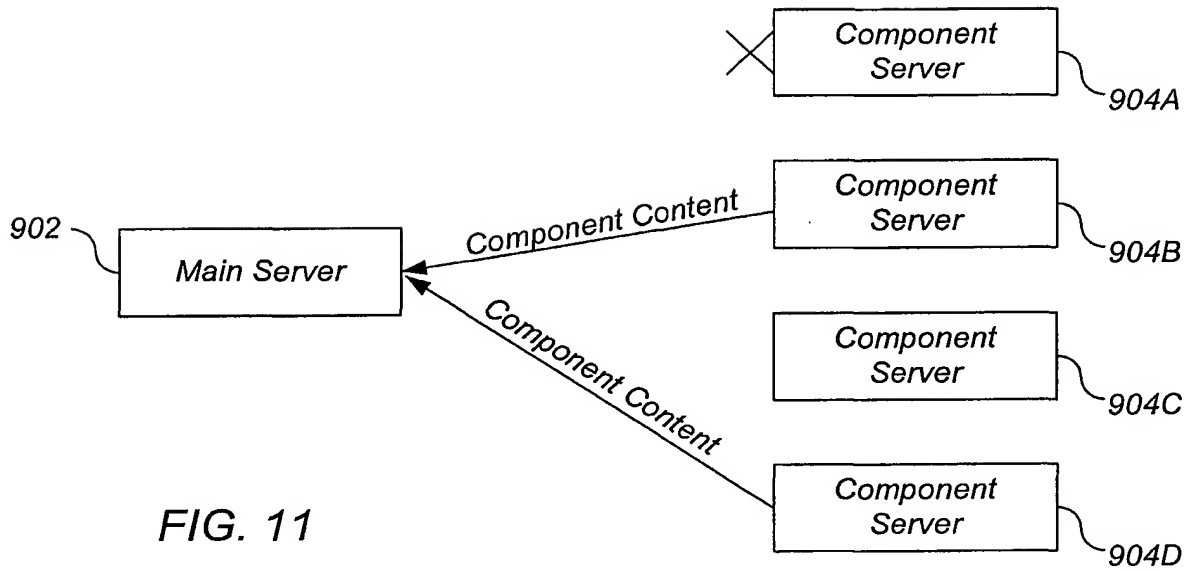 Component
Server
904A
Component
Server
904B
902
Main Server
Component Content
Component Content
Component
Server
904C
Component
Server
904D
FIG. 11